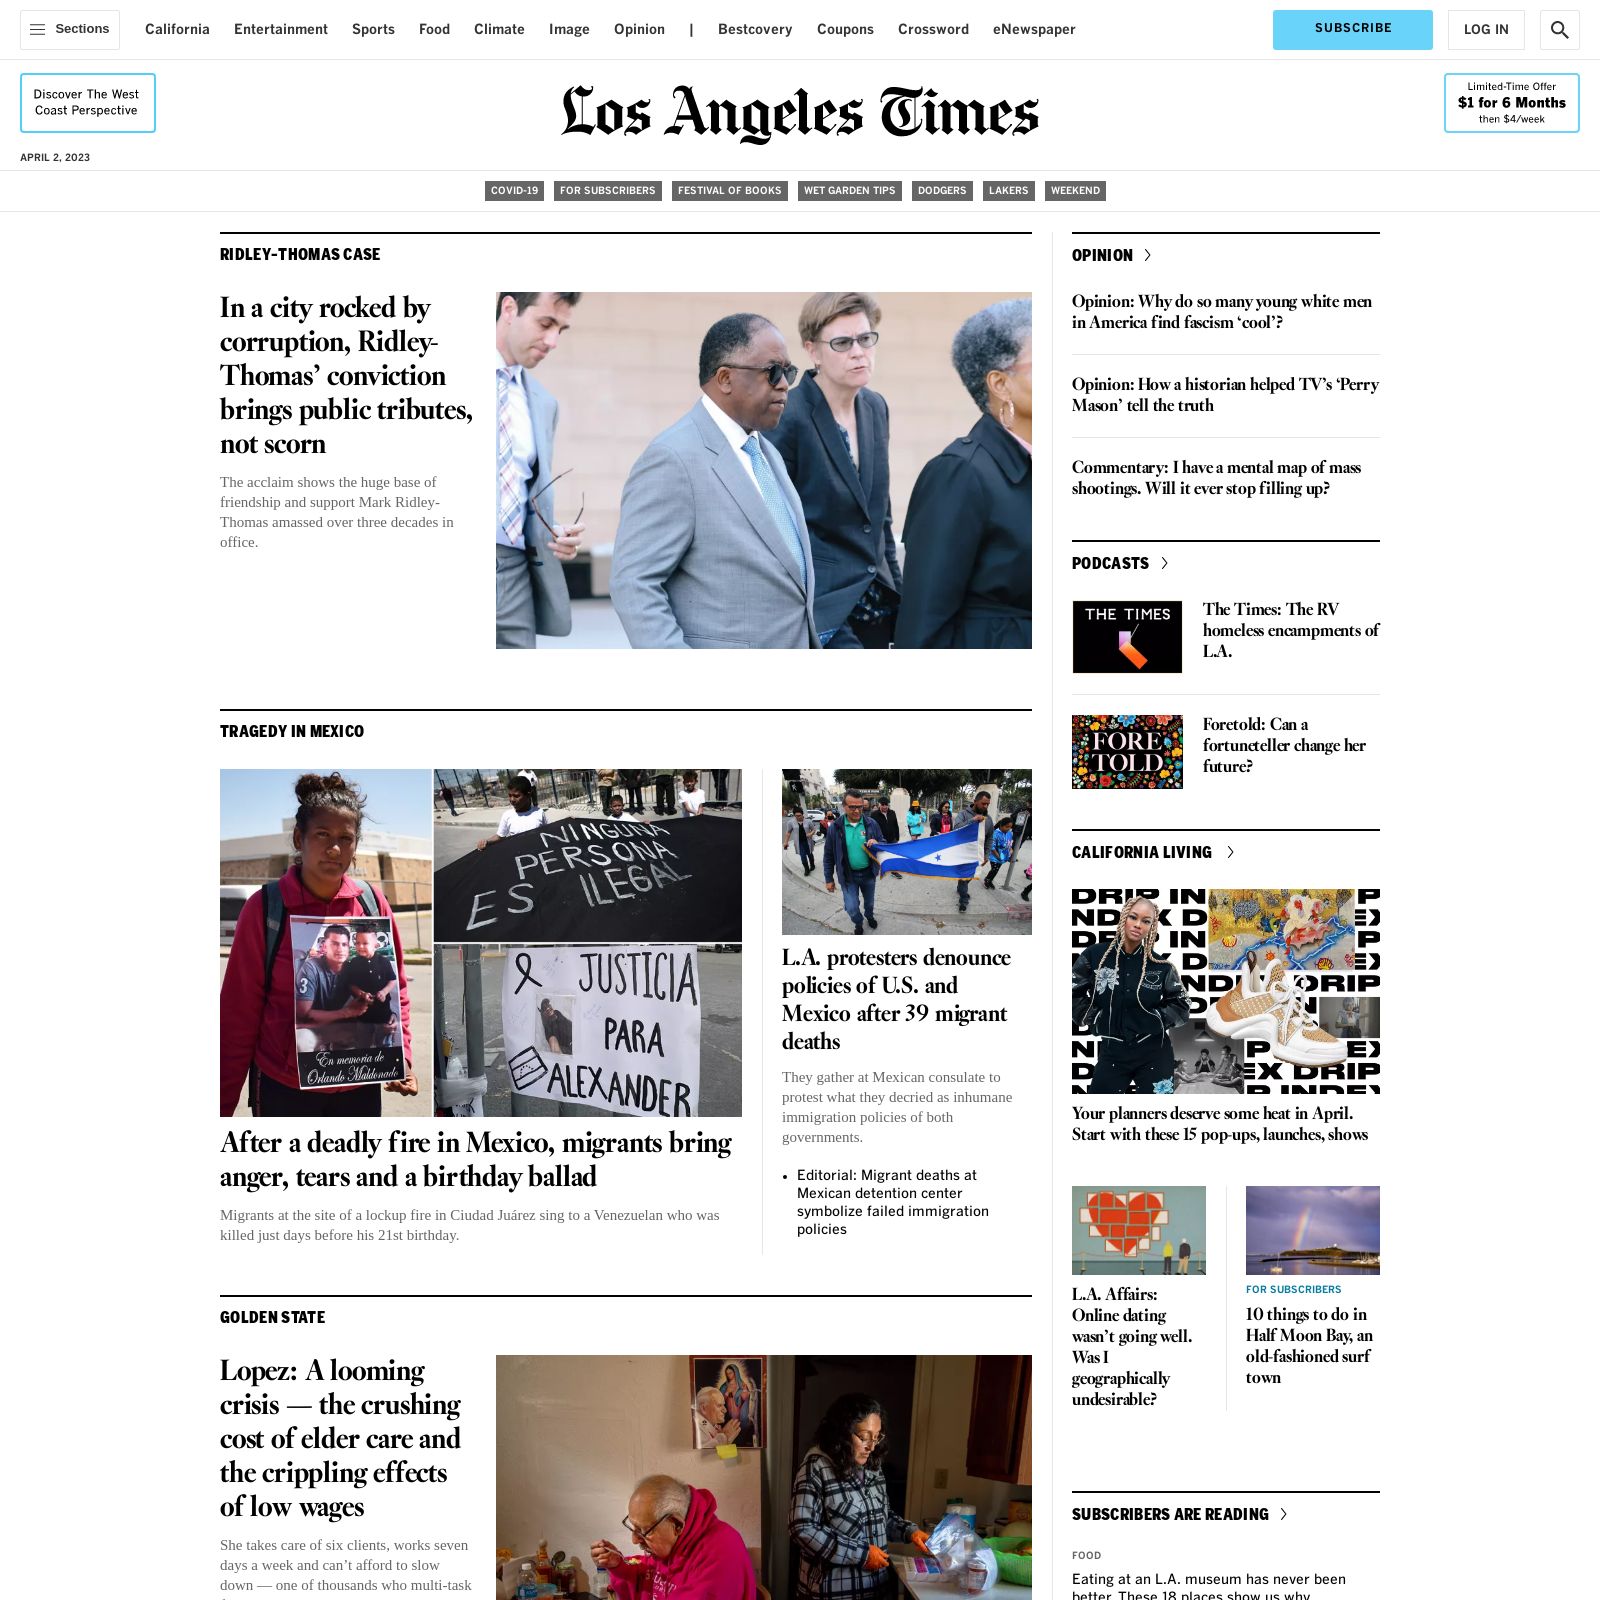 Sections
California
Entertainment
Sports
Food
Climate
Image
Opinion
|
Bestcovery
Coupons
Crossword
eNewspaper
SUBSCRIBE
LOG IN
Discover The West
Coast Perspective
Los Angeles Times
Limited-Time Offer
$1 for 6 Months
then $4/week
APRIL 2, 2023
COVID-19
FOR SUBSCRIBERS
FESTIVAL OF BOOKS
WET GARDEN TIPS
DODGERS
LAKERS
WEEKEND
RIDLEY-THOMAS CASE
In a city rocked by
corruption, Ridley-
Thomas’ conviction
brings public tributes,
not scorn
The acclaim shows the huge base of
friendship and support Mark Ridley-
Thomas amassed over three decades in
office.
TRAGEDY IN MEXICO
3
En memoria de
Orlando Maldonado
NINGUNA
PERSONA
ES ILEGAL
JUSTICIA
PARA
ALEXANDER
After a deadly fire in Mexico, migrants bring
anger, tears and a birthday ballad
Migrants at the site of a lockup fire in Ciudad Juárez sing to a Venezuelan who was
killed just days before his 21st birthday.
L.A. protesters denounce
policies of U.S. and
Mexico after 39 migrant
deaths
They gather at Mexican consulate to
protest what they decried as inhumane
immigration policies of both
governments.
• Editorial: Migrant deaths at
Mexican detention center
symbolize failed immigration
policies
GOLDEN STATE
Lopez: A looming
crisis — the crushing
cost of elder care and
the crippling effects
of low wages
She takes care of six clients, works seven
days a week and can’t afford to slow
down — one of thousands who multi-task
OPINION
Opinion: Why do so many young white men
in America find fascism ‘cool’?
Opinion: How a historian helped TV’s ‘Perry
Mason’ tell the truth
Commentary: I have a mental map of mass
shootings. Will it ever stop filling up?
PODCASTS
THE TIMES
The Times: The RV
homeless encampments of
L.A.
FORE
TOLD
Foretold: Can a
fortuneteller change her
future?
CALIFORNIA LIVING
DRIP IN
Your planners deserve some heat in April.
Start with these 15 pop-ups, launches, shows
L.A. Affairs:
Online dating
wasn’t going well.
Was I
geographically
undesirable?
FOR SUBSCRIBERS
10 things to do in
Half Moon Bay, an
old-fashioned surf
town
SUBSCRIBERS ARE READING
FOOD
Eating at an L.A. museum has never been
better. These 18 places show us why